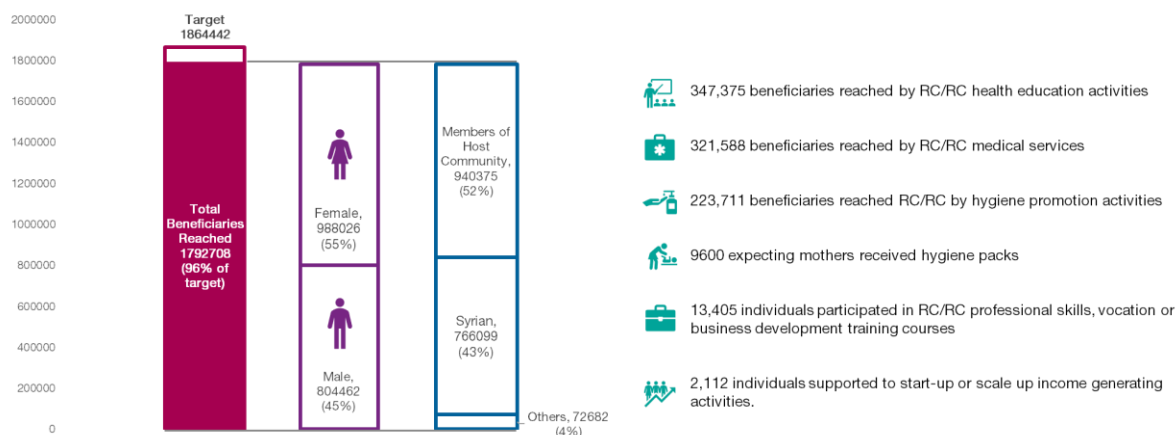 2000000
1800000
1600000
1400000
1200000
1000000
800000
600000
400000
200000
0
Target
1864442
Total
Beneficiaries
Reached
1792708
(96% of
target)
Female,
988026
(55%)
Male,
804462
(45%)
Members of
Host
Community,
940375
(52%)
Syrian,
766099
(43%)
Others, 72682
(4%)
347,375 beneficiaries reached by RC/RC health education activities
321,588 beneficiaries reached by RC/RC medical services
223,711 beneficiaries reached RC/RC by hygiene promotion activities
9600 expecting mothers received hygiene packs
13,405 individuals participated in RC/RC professional skills, vocation or
business development training courses
2,112 individuals supported to start-up or scale up income generating
activities.